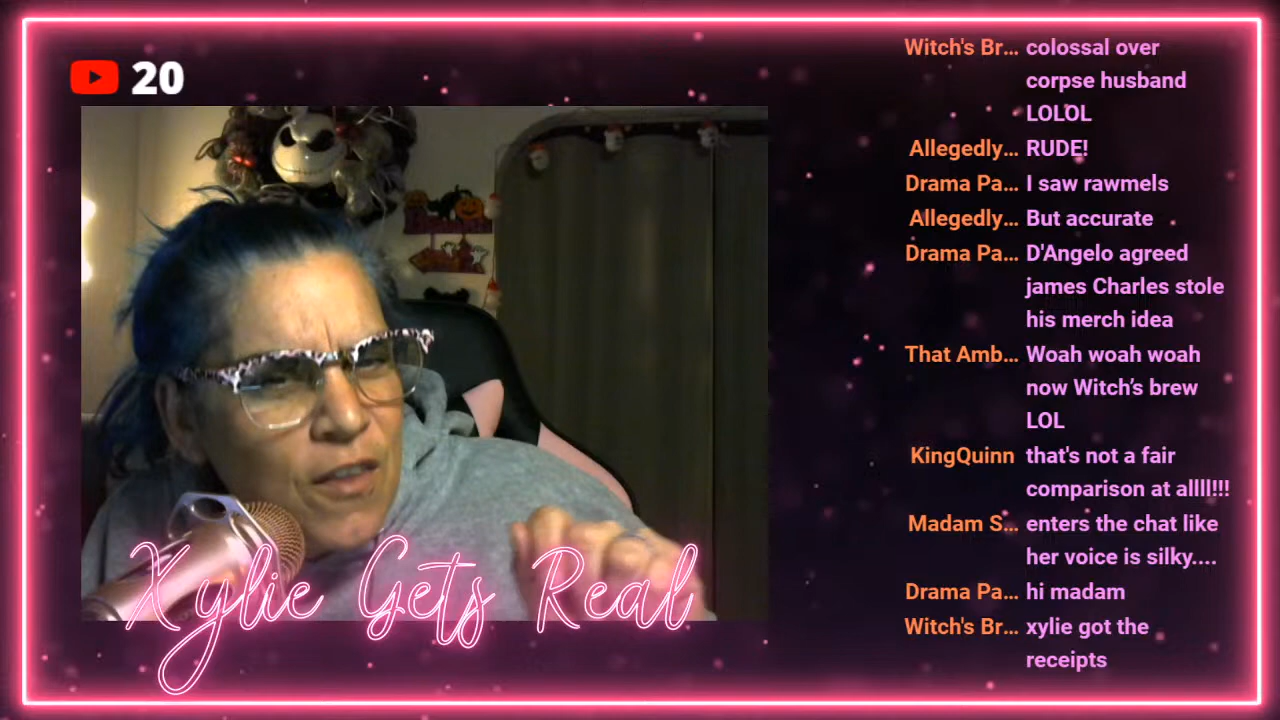 20
Witch's Br... colossal over
corpse husband
LOLOL
Allegedly... RUDE!
Drama Pa... I saw rawmels
Allegedly... But accurate
Drama Pa... D'Angelo agreed
james Charles stole
his merch idea
That Amb... Woah woah woah
now Witch's brew
LOL
KingQuinn that's not a fair
comparison at allll!!!
Madam S... enters the chat like
her voice is silky....
Drama Pa... hi madam
Witch's Br... xylie got the
receipts
Xylie Gets Real